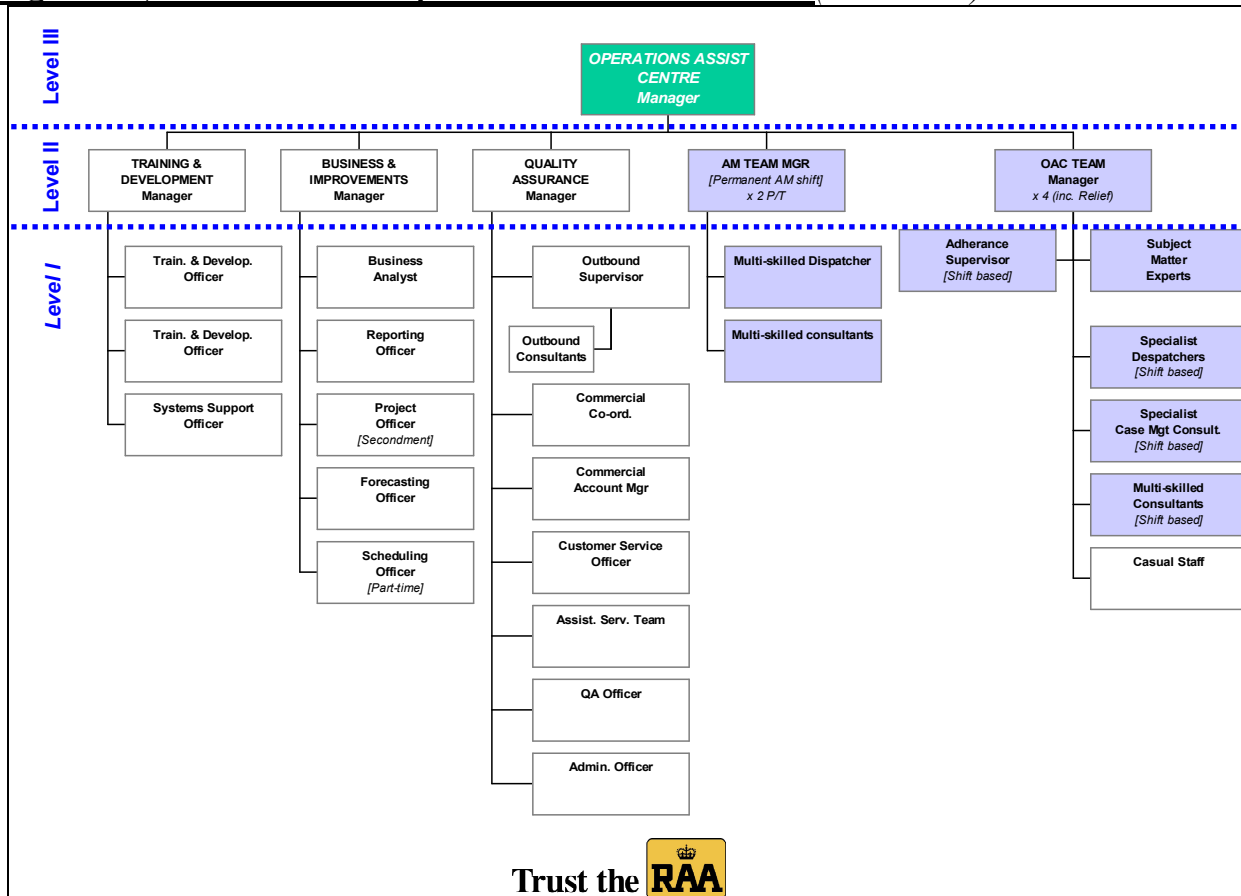 Level III
OPERATIONS ASSIST
CENTRE
Manager
Level II
TRAINING &
DEVELOPMENT
Manager
BUSINESS &
IMPROVEMENTS
Manager
QUALITY
ASSURANCE
Manager
AM TEAM MGR
[Permanent AM shift]
x 2 P/T
OAC TEAM
Manager
x 4 (inc. Relief)
Level I
Train. & Develop.
Officer
Train. & Develop.
Officer
Systems Support
Officer
Business
Analyst
Reporting
Officer
Project
Officer
[Secondment]
Forecasting
Officer
Scheduling
Officer
[Part-time]
Outbound
Supervisor
Outbound
Consultants
Commercial
Co-ord.
Commercial
Account Mgr
Customer Service
Officer
Assist. Serv. Team
QA Officer
Admin. Officer
Multi-skilled Dispatcher
Multi-skilled consultants
Adherance
Supervisor
[Shift based]
Subject
Matter
Experts
Specialist
Despatchers
[Shift based]
Specialist
Case Mgt Consult.
[Shift based]
Multi-skilled
Consultants
[Shift based]
Casual Staff
Trust the RAA